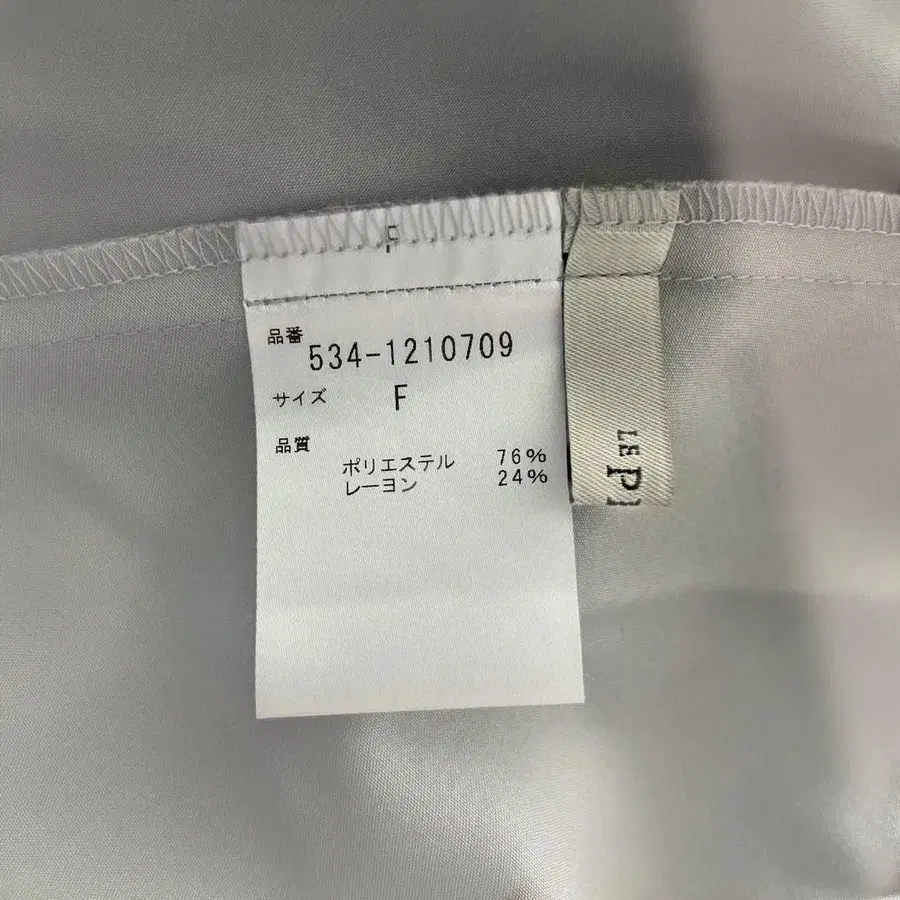 F
品番
534-1210709
サイズ F
品質
ポリエステル 76%
レーヨン 24%
LE